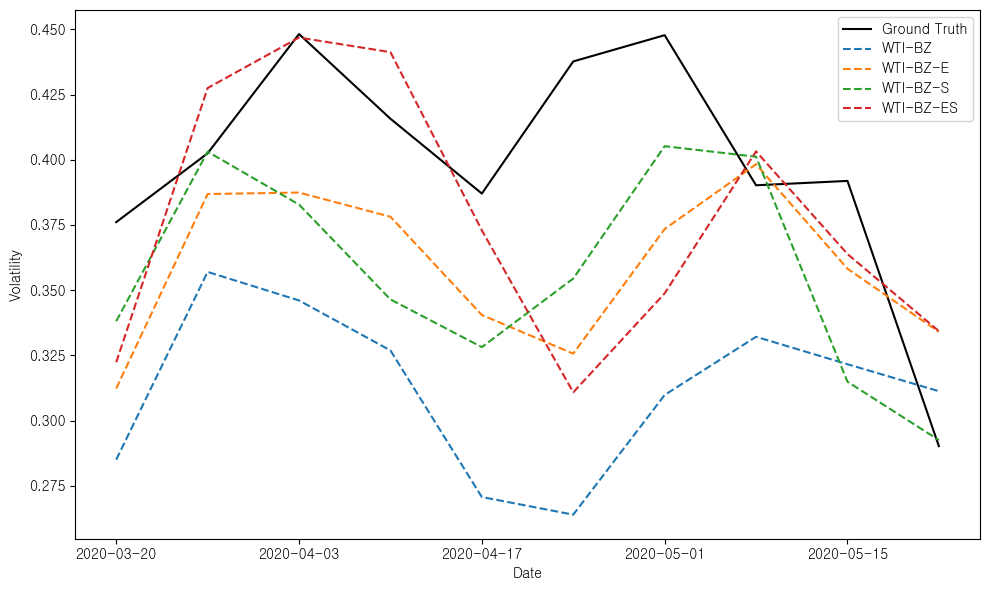 0.450
0.425
0.400
0.375
0.350
0.325
0.300
0.275
Volatility
2020-03-20
2020-04-03
2020-04-17
2020-05-01
2020-05-15
Date
Ground Truth
WTI-BZ
WTI-BZ-E
WTI-BZ-S
WTI-BZ-ES